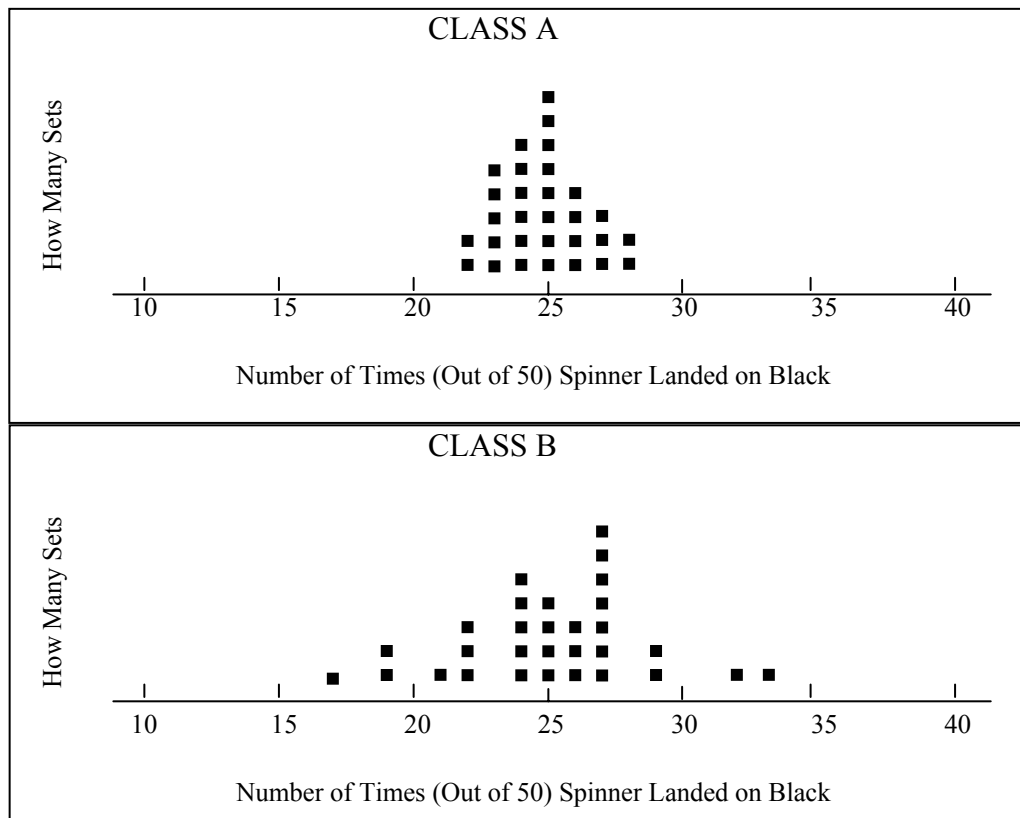 CLASS A
How Many Sets
10 15 20 25 30 35 40
Number of Times (Out of 50) Spinner Landed on Black
CLASS B
How Many Sets
10 15 20 25 30 35 40
Number of Times (Out of 50) Spinner Landed on Black